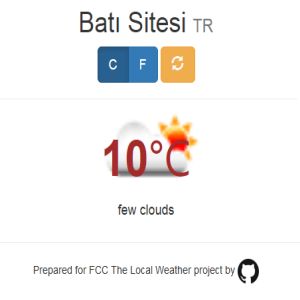 Batı Sitesi TR
C F
10°C
few clouds
Prepared for FCC The Local Weather project by